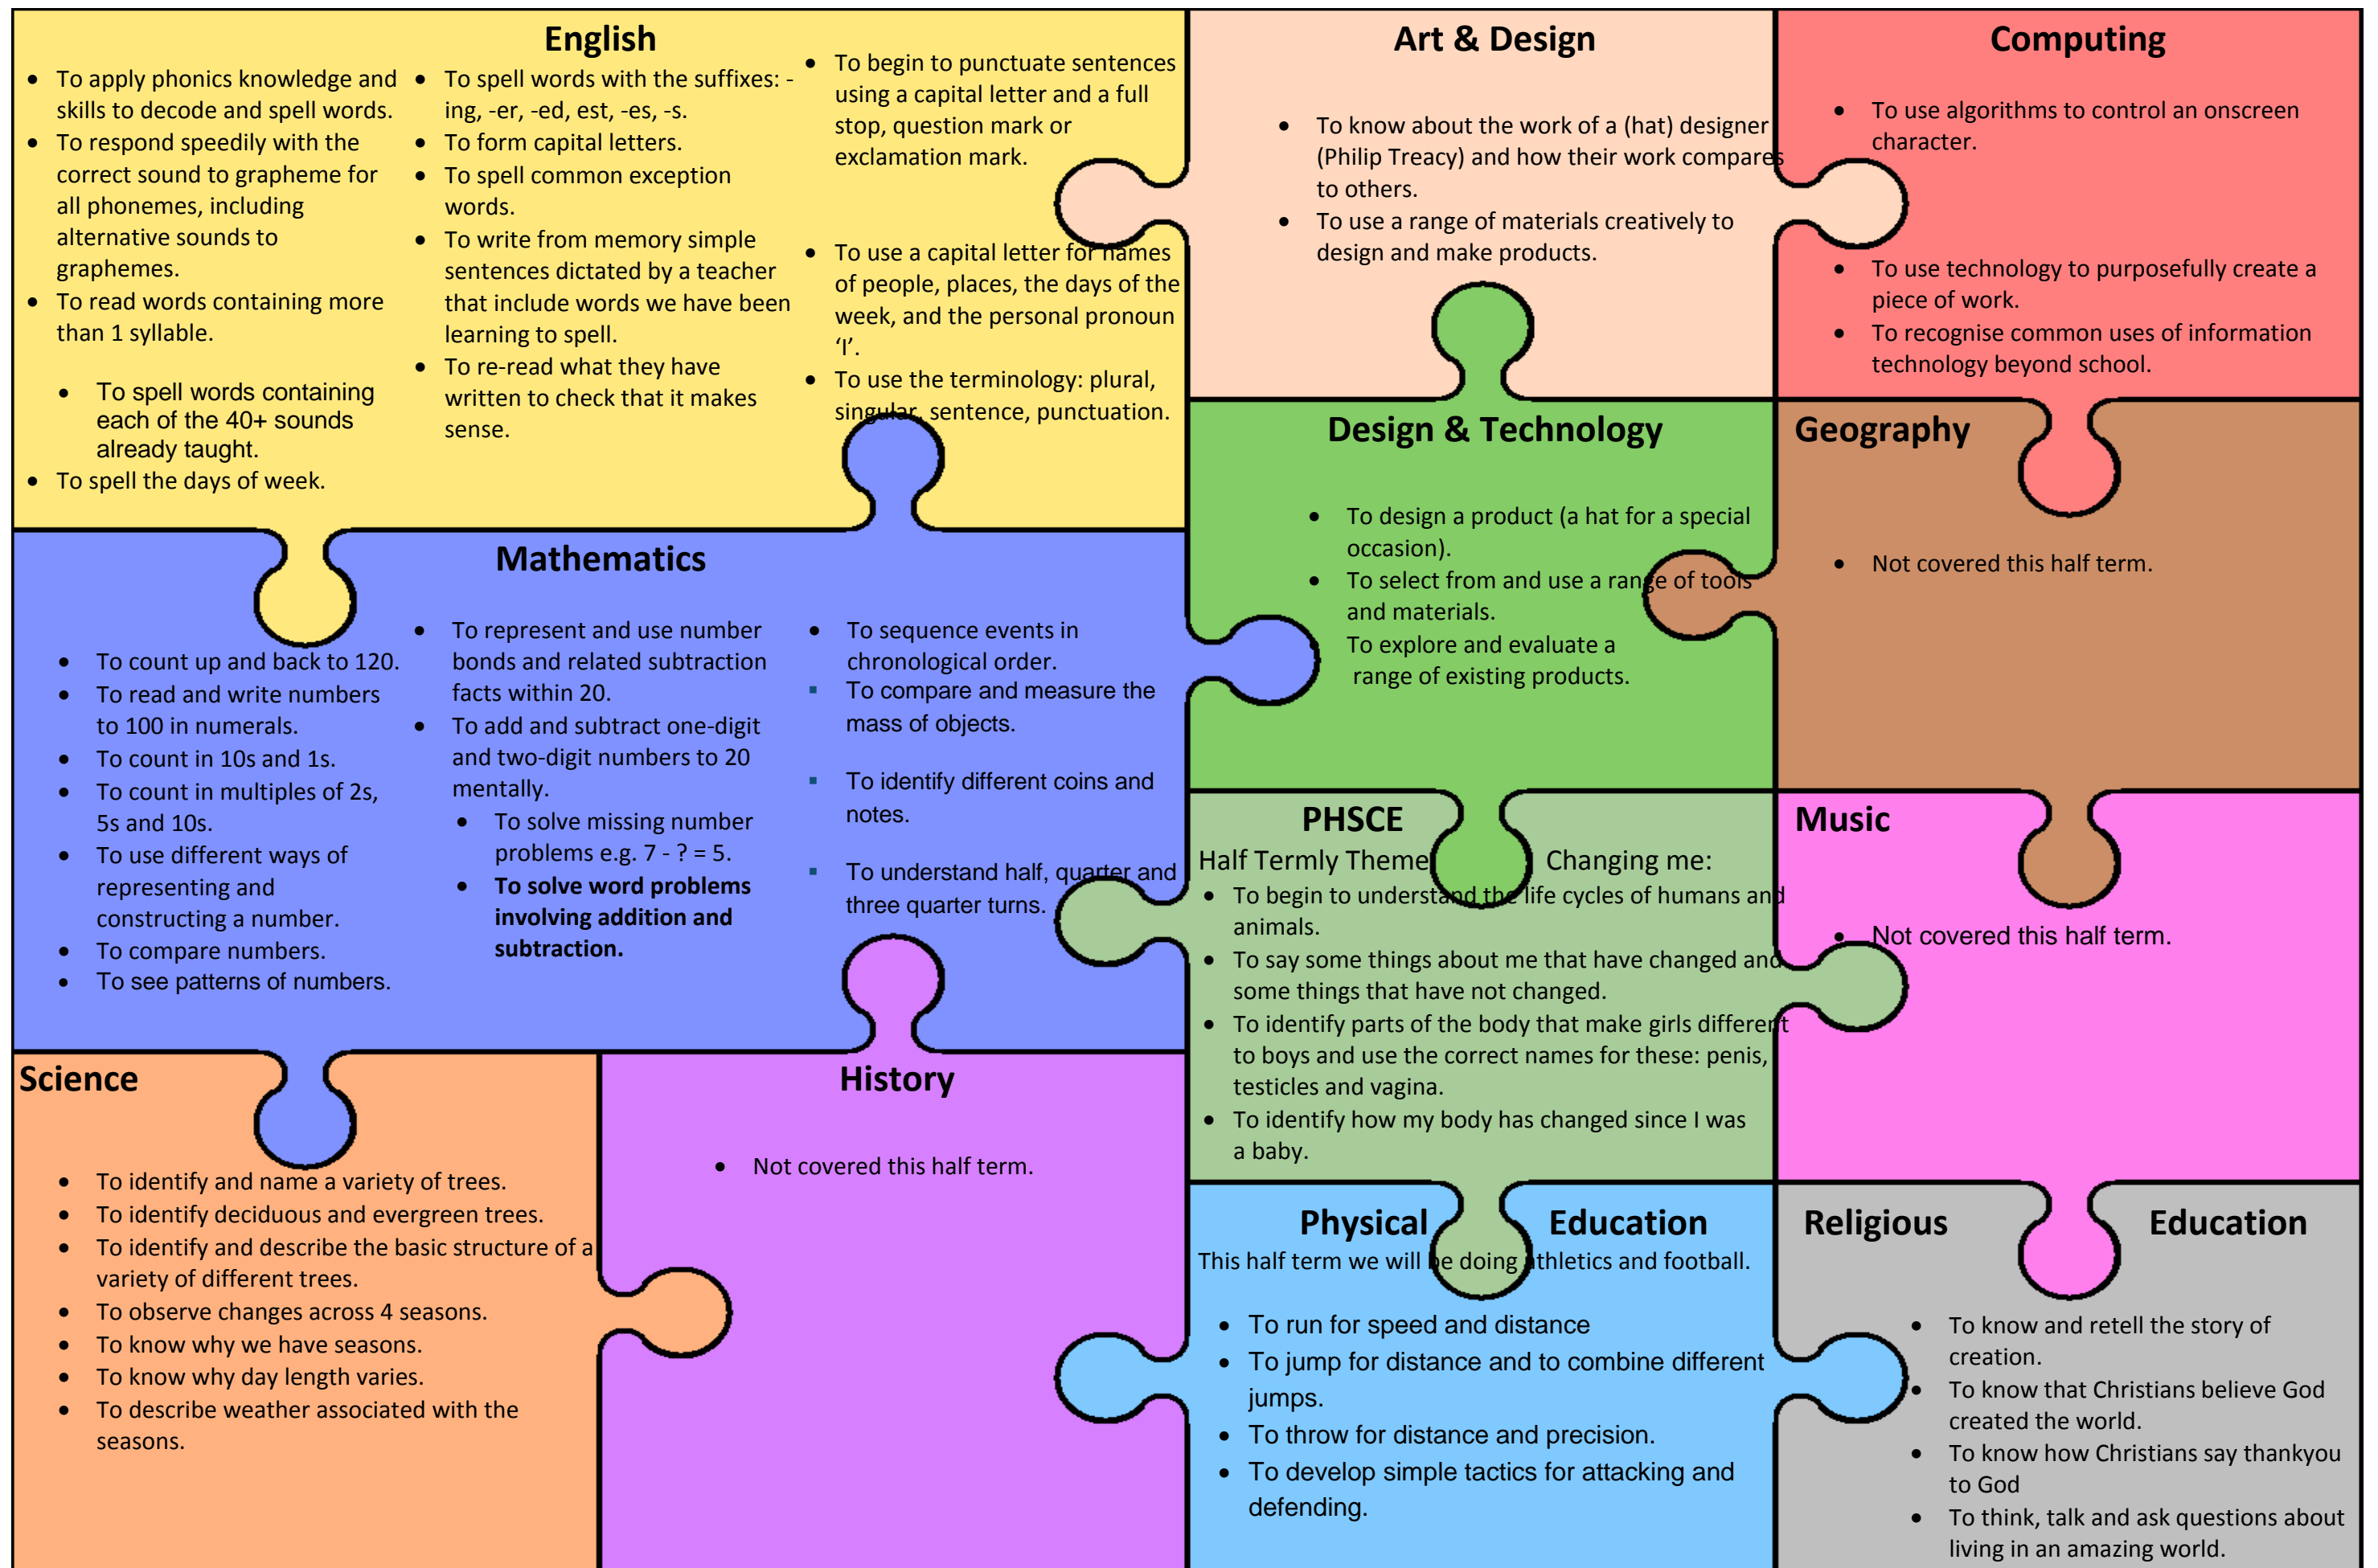 English
• To apply phonics knowledge and
skills to decode and spell words.
• To respond speedily with the
correct sound to grapheme for
all phonemes, including
alternative sounds to
graphemes.
• To read words containing more
than 1 syllable.
• To spell words containing
each of the 40+ sounds
already taught.
• To spell the days of week.
• To spell words with the suffixes: -
ing, -er, -ed, est, -es, -s.
• To form capital letters.
• To spell common exception
words.
• To write from memory simple
sentences dictated by a teacher
that include words we have been
learning to spell.
• To re-read what they have
written to check that it makes
sense.
• To begin to punctuate sentences
using a capital letter and a full
stop, question mark or
exclamation mark.
• To use a capital letter for names
of people, places, the days of the
week, and the personal pronoun
‘I’.
• To use the terminology: plural,
singular, sentence, punctuation.
Art & Design
• To know about the work of a (hat) designer
(Philip Treacy) and how their work compares
to others.
• To use a range of materials creatively to
design and make products.
Computing
• To use algorithms to control an onscreen
character.
• To use technology to purposefully create a
piece of work.
• To recognise common uses of information
technology beyond school.
Design & Technology
• To design a product (a hat for a special
occasion).
• To select from and use a range of tools
and materials.
To explore and evaluate a
range of existing products.
Geography
• Not covered this half term.
Mathematics
• To count up and back to 120.
• To read and write numbers
to 100 in numerals.
• To count in 10s and 1s.
• To count in multiples of 2s,
5s and 10s.
• To use different ways of
representing and
constructing a number.
• To compare numbers.
• To see patterns of numbers.
• To represent and use number
bonds and related subtraction
facts within 20.
• To add and subtract one-digit
and two-digit numbers to 20
mentally.
• To solve missing number
problems e.g. 7 - ? = 5.
• To solve word problems
involving addition and
subtraction.
• To sequence events in
chronological order.
▪ To compare and measure the
mass of objects.
▪ To identify different coins and
notes.
▪ To understand half, quarter and
three quarter turns.
PHSCE
Half Termly Theme Changing me:
• To begin to understand the life cycles of humans and
animals.
• To say some things about me that have changed and
some things that have not changed.
• To identify parts of the body that make girls different
to boys and use the correct names for these: penis,
testicles and vagina.
• To identify how my body has changed since I was
a baby.
Music
• Not covered this half term.
Science
• To identify and name a variety of trees.
• To identify deciduous and evergreen trees.
• To identify and describe the basic structure of a
variety of different trees.
• To observe changes across 4 seasons.
• To know why we have seasons.
• To know why day length varies.
• To describe weather associated with the
seasons.
History
• Not covered this half term.
Physical Education
This half term we will be doing athletics and football.
• To run for speed and distance
• To jump for distance and to combine different
jumps.
• To throw for distance and precision.
• To develop simple tactics for attacking and
defending.
Religious Education
• To know and retell the story of
creation.
• To know that Christians believe God
created the world.
• To know how Christians say thankyou
to God
• To think, talk and ask questions about
living in an amazing world.